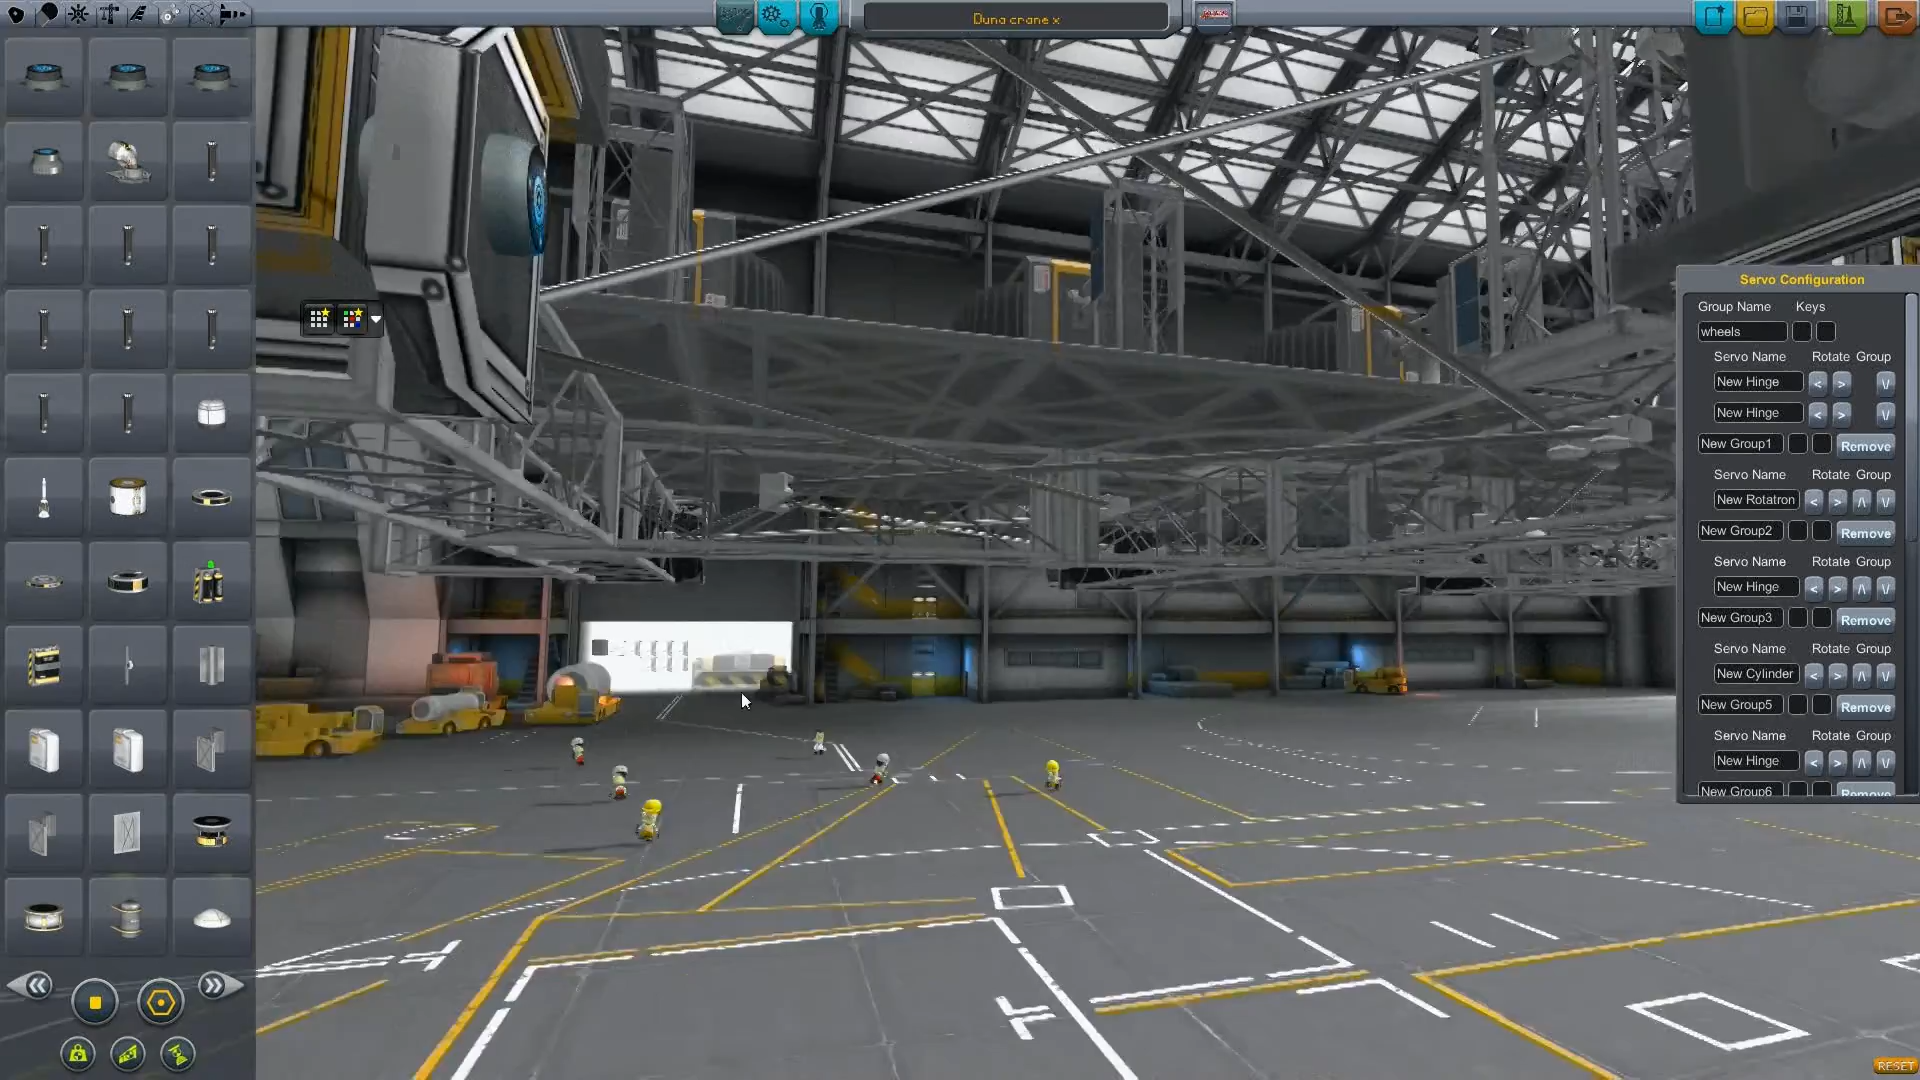 Duna crane x
Servo Configuration
Group Name Keys
wheels
Servo Name Rotate Group
New Hinge < > \/
New Hinge < > \/
New Group1 Remove
Servo Name Rotate Group
New Rotatron < > /\ \/
New Group2 Remove
Servo Name Rotate Group
New Hinge < > /\ \/
New Group3 Remove
Servo Name Rotate Group
New Cylinder < > /\ \/
New Group5 Remove
Servo Name Rotate Group
New Hinge < > /\ \/
New Group6 Remove
RESET